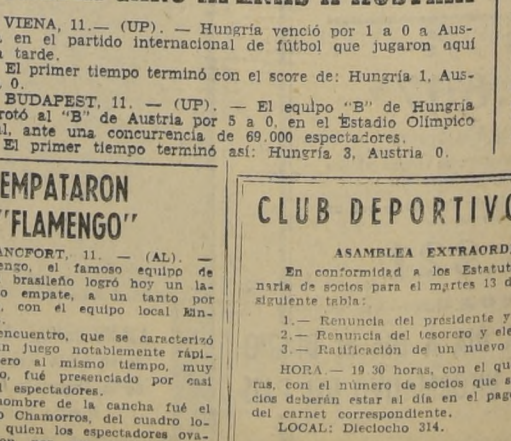 VIENA, 11.— (UP). — Hungría venció por 1 a 0 a Aus-
en el partido internacional de fútbol que jugaron aquí
tarde.
El primer tiempo terminó con el score de: Hungría 1, Aus-
0.
BUDAPEST, 11. — (UP). — El equipo "B" de Hungría
rotó al "B" de Austria por 5 a 0, en el Estadio Olímpico
l, ante una concurrencia de 69.000 espectadores.
El primer tiempo terminó así: Hungría 3, Austria 0.
EMPATARON
"FLAMENGO"
ANCFORT, 11. — (AL). —
engo, el famoso equipo de
brasileño logró hoy un la-
o empate, a un tanto por
, con el equipo local
encuentro, que se caracterizó
n juego notablemente rápi-
ero al mismo tiempo, muy
o, fué presenciado por casi
espectadores.
hombre de la cancha fué el
Chamorros, del cuadro lo-
quien los espectadores ova-
CLUB DEPORTIVO
ASAMBLEA EXTRAORD
En conformidad a los Estatut
naria de socios para el martes 13 d
siguiente tabla:
1.— Renuncia del presidente y
2.— Renuncia del tesorero y ele
3.— Ratificación de un nuevo
HORA.— 19 30 horas, con el qu
ras, con el número de socios que s
cios deberán estar al día en el pago
del carnet correspondiente.
LOCAL: Dieciocho 314.